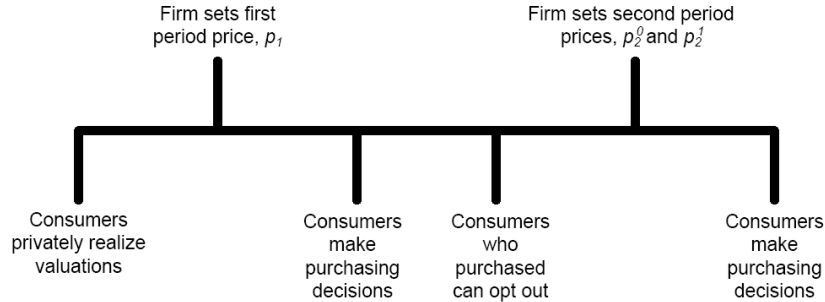 Firm sets first
period price, p₁
Firm sets second period
prices, p₂⁰ and p₂¹
Consumers
privately realize
valuations
Consumers
make
purchasing
decisions
Consumers
who
purchased
can opt out
Consumers
make
purchasing
decisions